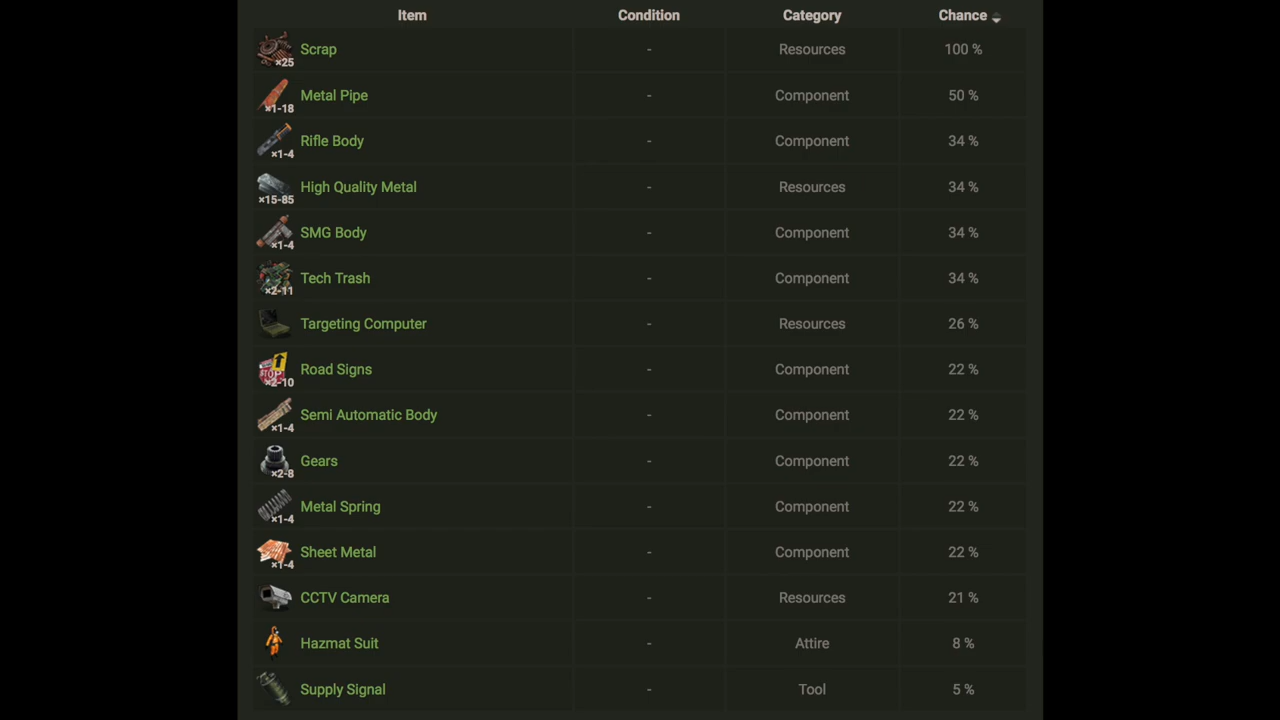 Item Condition Category Chance
×25 Scrap - Resources 100 %
×1-18 Metal Pipe - Component 50 %
×1-4 Rifle Body - Component 34 %
×15-85 High Quality Metal - Resources 34 %
×1-4 SMG Body - Component 34 %
×2-11 Tech Trash - Component 34 %
Targeting Computer - Resources 26 %
STOP ×2-10 Road Signs - Component 22 %
×1-4 Semi Automatic Body - Component 22 %
×2-8 Gears - Component 22 %
×1-4 Metal Spring - Component 22 %
×1-4 Sheet Metal - Component 22 %
CCTV Camera - Resources 21 %
Hazmat Suit - Attire 8 %
Supply Signal - Tool 5 %